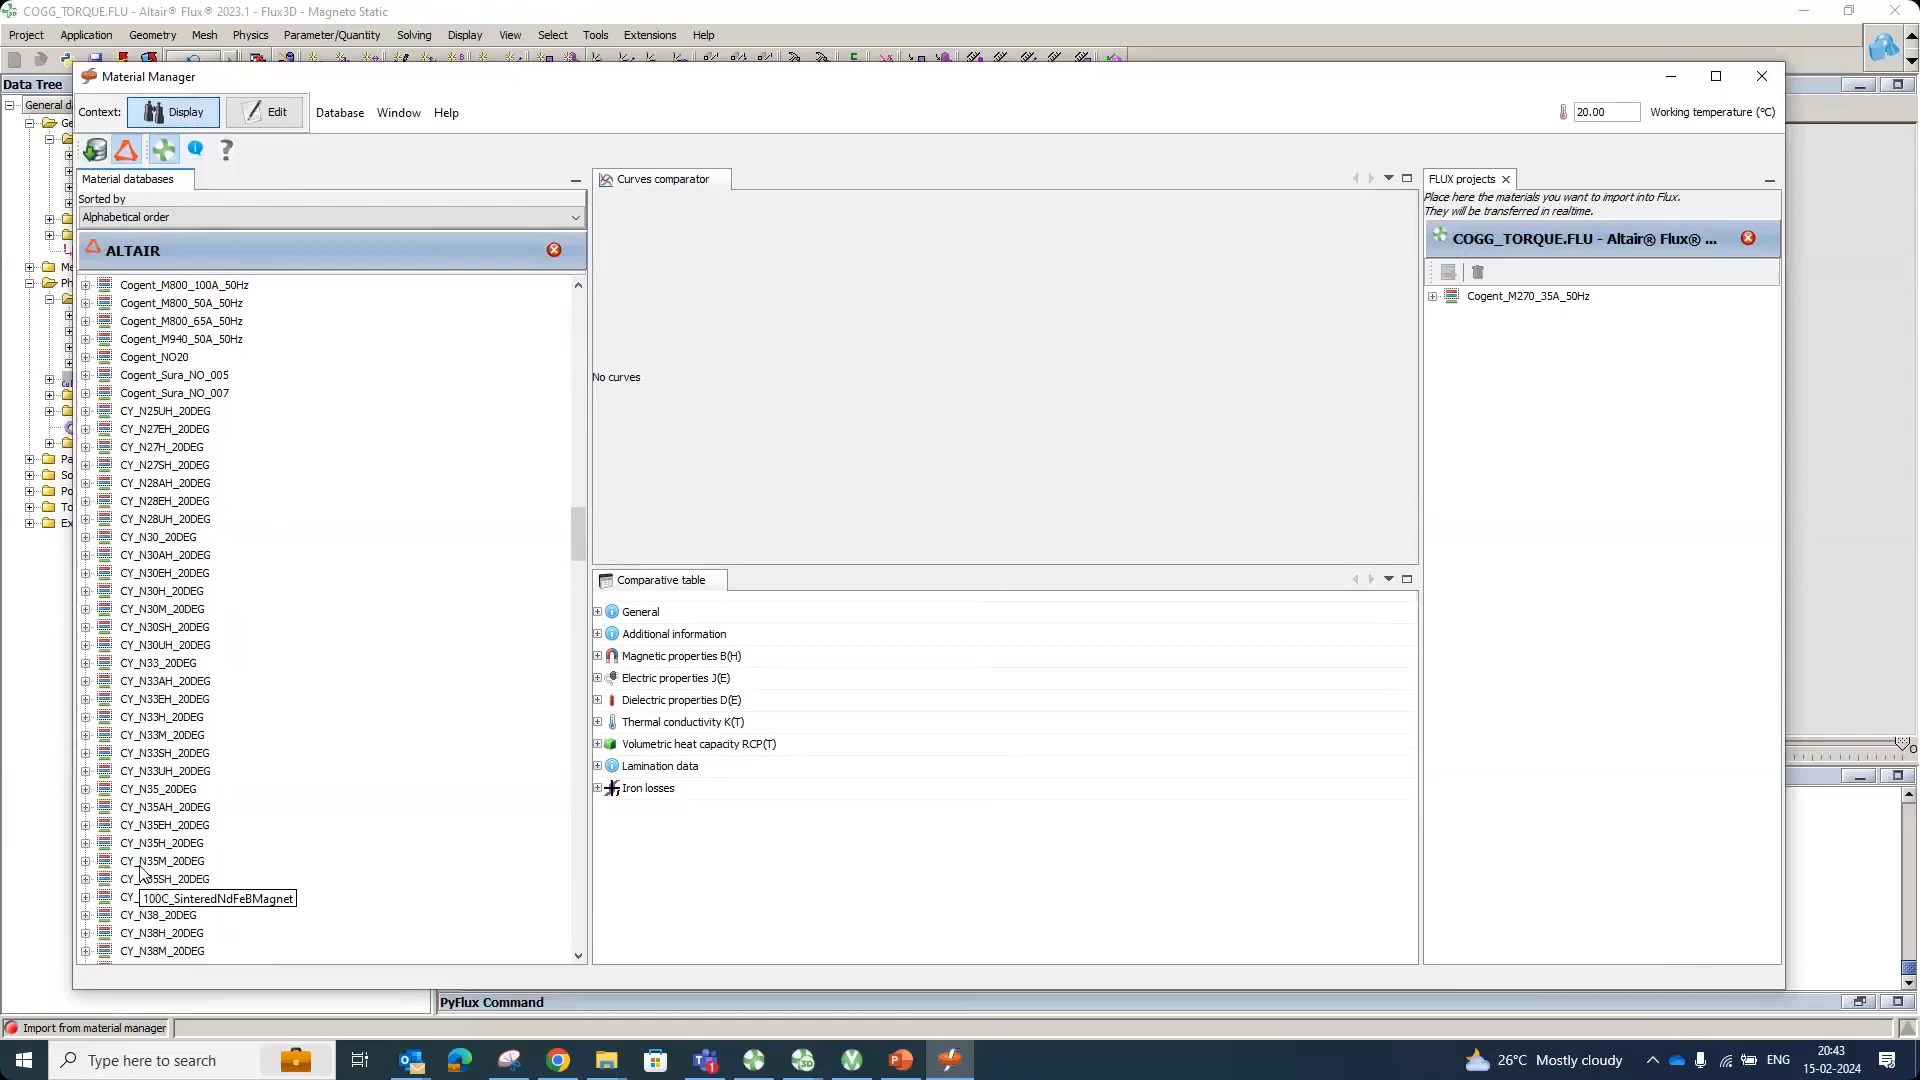 COGG_TORQUE.FLU - Altair® Flux® 2023.1 - Flux3D - Magneto Static
Project Application Geometry Mesh Physics Parameter/Quantity Solving Display View Select Tools Extensions Help
Data Tree
Material Manager
Context: Display Edit Database Window Help
20.00 Working temperature (°C)
General d
Material databases
Sorted by
Alphabetical order
ALTAIR
Cogent_M800_100A_50Hz
Cogent_M800_50A_50Hz
Cogent_M800_65A_50Hz
Cogent_M940_50A_50Hz
Cogent_NO20
Cogent_Sura_NO_005
Cogent_Sura_NO_007
CY_N25UH_20DEG
CY_N27EH_20DEG
CY_N27H_20DEG
CY_N27SH_20DEG
CY_N28AH_20DEG
CY_N28EH_20DEG
CY_N28UH_20DEG
CY_N30_20DEG
CY_N30AH_20DEG
CY_N30EH_20DEG
CY_N30H_20DEG
CY_N30M_20DEG
CY_N30SH_20DEG
CY_N30UH_20DEG
CY_N33_20DEG
CY_N33AH_20DEG
CY_N33EH_20DEG
CY_N33H_20DEG
CY_N33M_20DEG
CY_N33SH_20DEG
CY_N33UH_20DEG
CY_N35_20DEG
CY_N35AH_20DEG
CY_N35EH_20DEG
CY_N35H_20DEG
CY_N35M_20DEG
CY_N35SH_20DEG
CY_
100C_SinteredNdFeBMagnet
CY_N38_20DEG
CY_N38H_20DEG
CY_N38M_20DEG
Curves comparator
No curves
Comparative table
General
Additional information
Magnetic properties B(H)
Electric properties J(E)
Dielectric properties D(E)
Thermal conductivity K(T)
Volumetric heat capacity RCP(T)
Lamination data
Iron losses
FLUX projects
Place here the materials you want to import into Flux.
They will be transferred in realtime.
COGG_TORQUE.FLU - Altair® Flux® ...
Cogent_M270_35A_50Hz
PyFlux Command
Import from material manager
Type here to search
26°C Mostly cloudy
ENG
20:43
15-02-2024